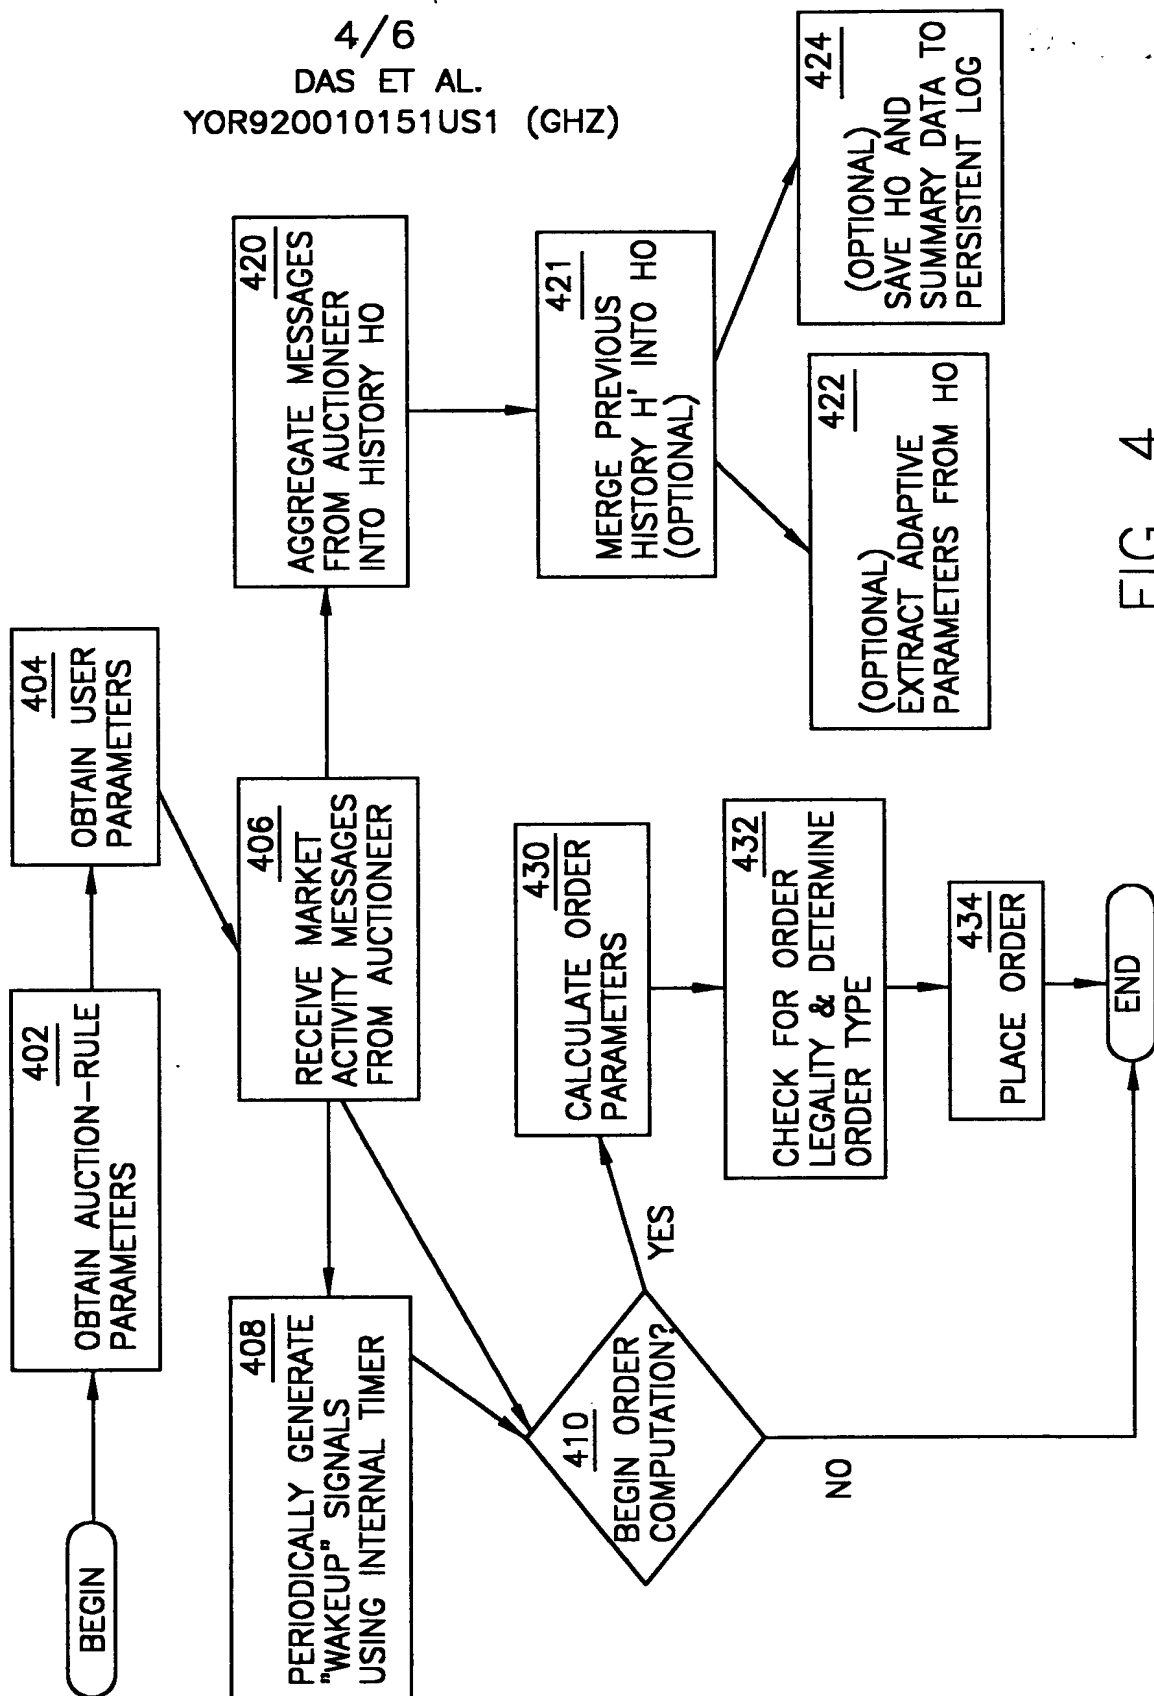 4/6
DAS ET AL.
YOR920010151US1 (GHZ)
BEGIN
402
OBTAIN AUCTION-RULE
PARAMETERS
404
OBTAIN USER
PARAMETERS
406
RECEIVE MARKET
ACTIVITY MESSAGES
FROM AUCTIONEER
408
PERIODICALLY GENERATE
"WAKEUP" SIGNALS
USING INTERNAL TIMER
410
BEGIN ORDER
COMPUTATION?
YES
NO
420
AGGREGATE MESSAGES
FROM AUCTIONEER
INTO HISTORY HO
421
MERGE PREVIOUS
HISTORY H' INTO HO
(OPTIONAL)
422
(OPTIONAL)
EXTRACT ADAPTIVE
PARAMETERS FROM HO
424
(OPTIONAL)
SAVE HO AND
SUMMARY DATA TO
PERSISTENT LOG
430
CALCULATE ORDER
PARAMETERS
432
CHECK FOR ORDER
LEGALITY & DETERMINE
ORDER TYPE
434
PLACE ORDER
END
FIG 4